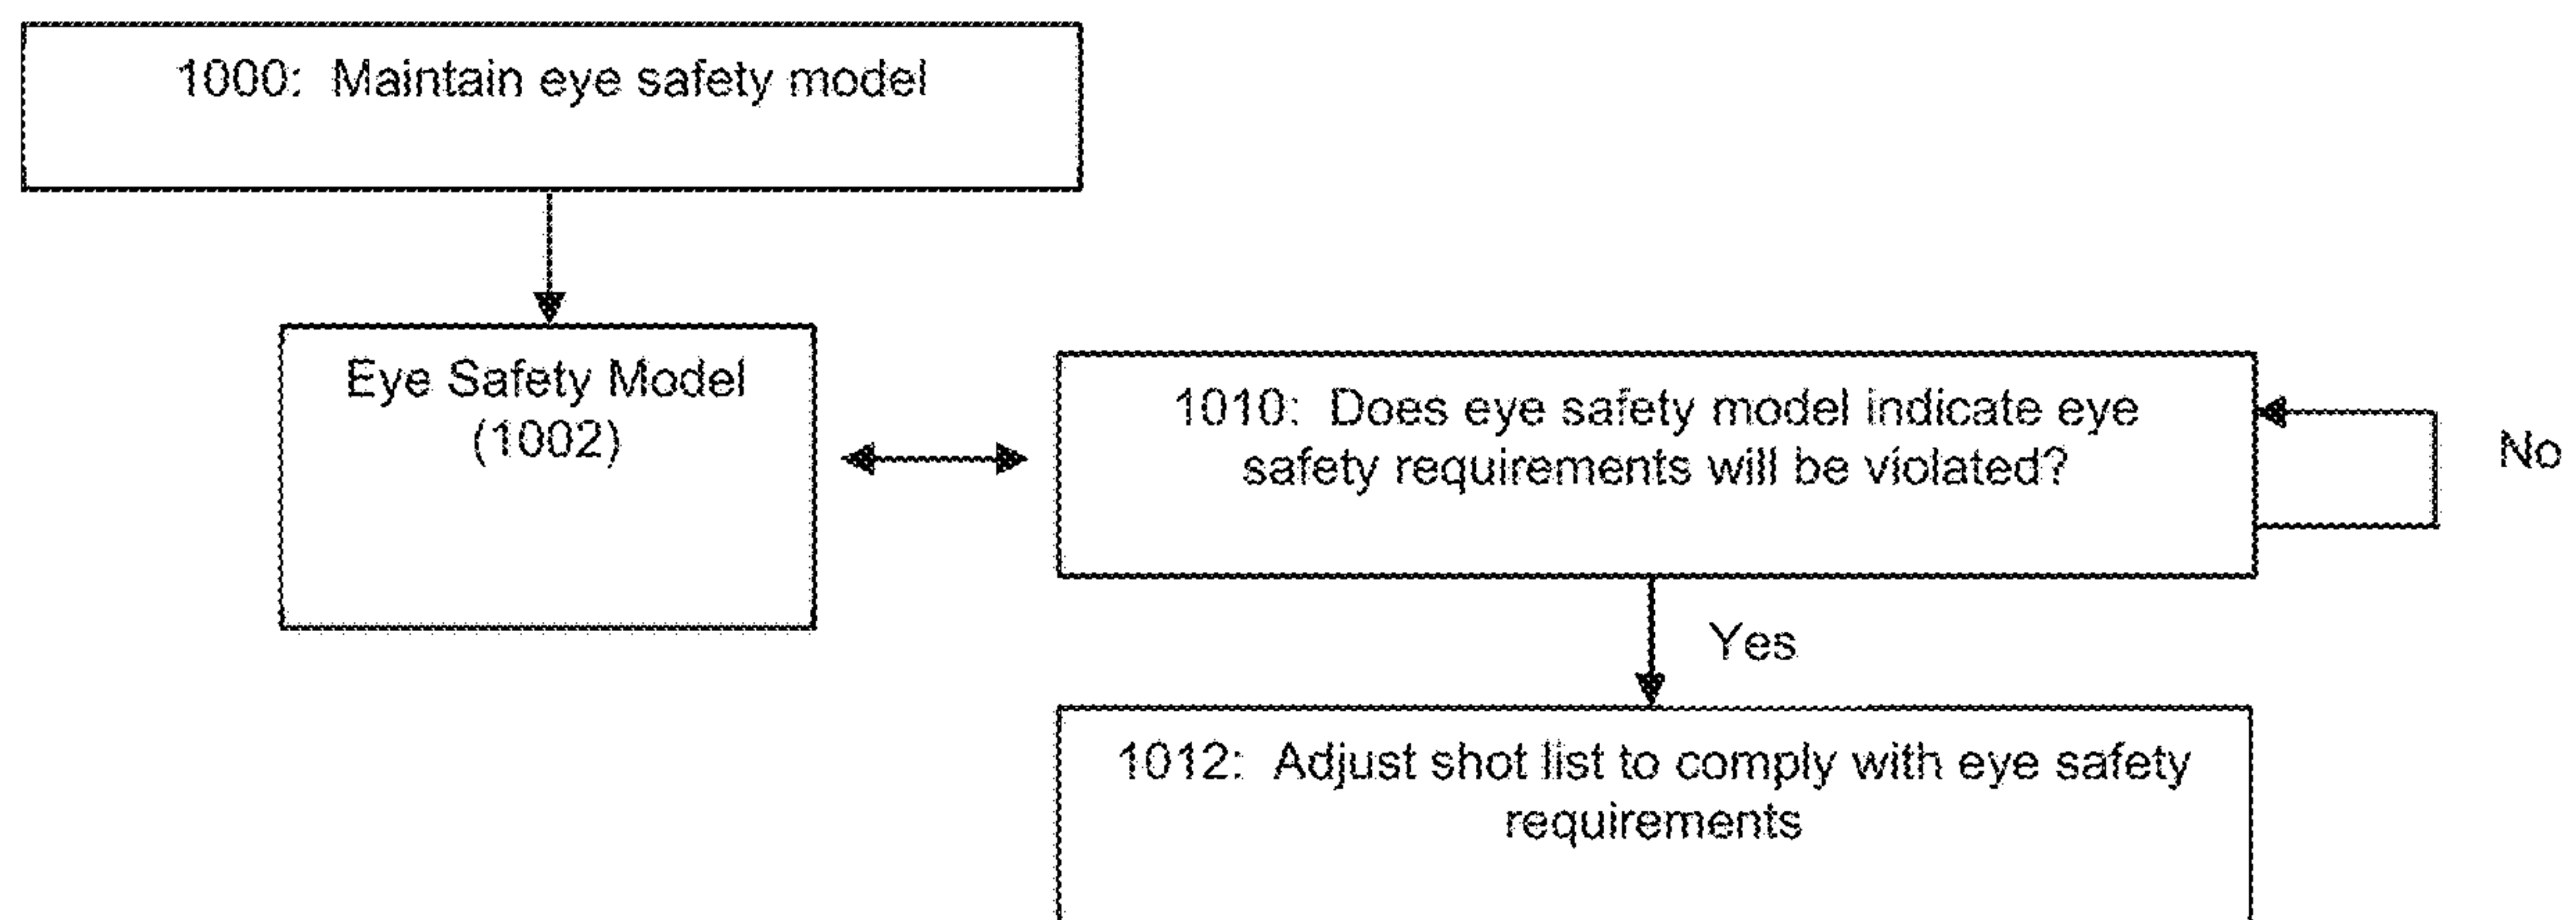 1000: Maintain eye safety model
Eye Safety Model
(1002)
1010: Does eye safety model indicate eye
safety requirements will be violated?
No
Yes
1012: Adjust shot list to comply with eye safety
requirements